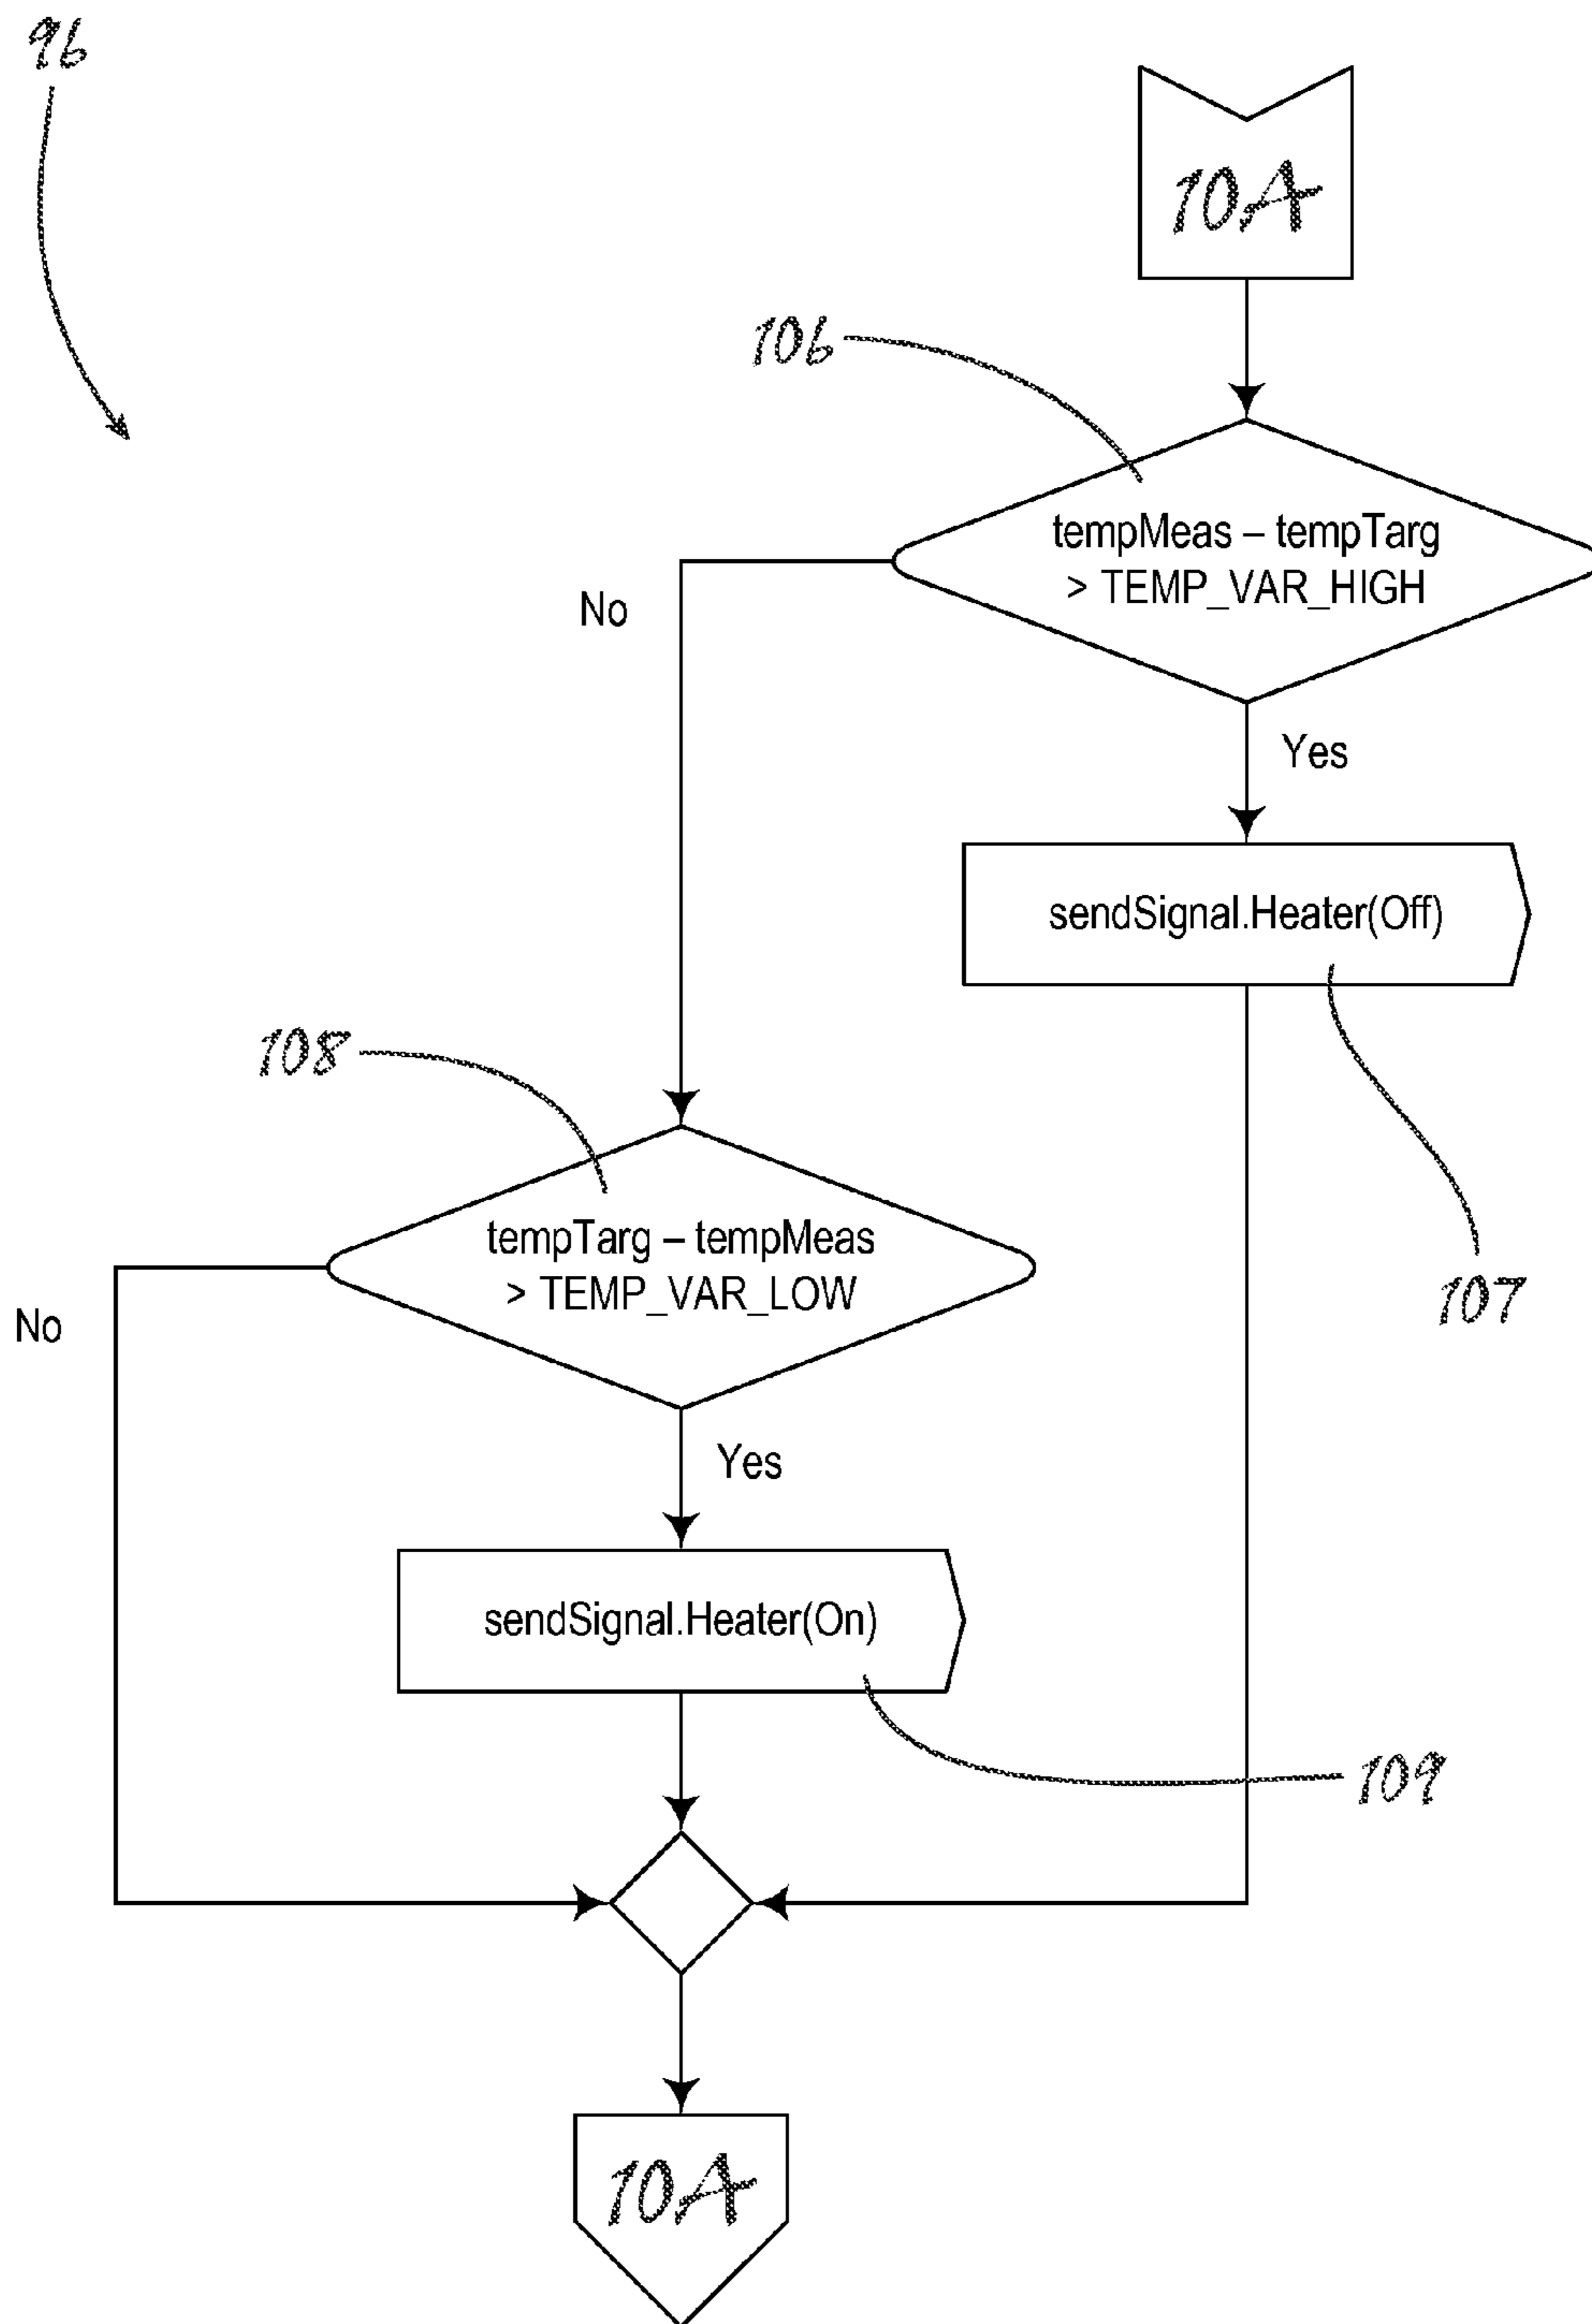 96
10A
106
tempMeas – tempTarg
> TEMP_VAR_HIGH
No
Yes
sendSignal.Heater(Off)
108
tempTarg – tempMeas
> TEMP_VAR_LOW
107
No
Yes
sendSignal.Heater(On)
109
10A